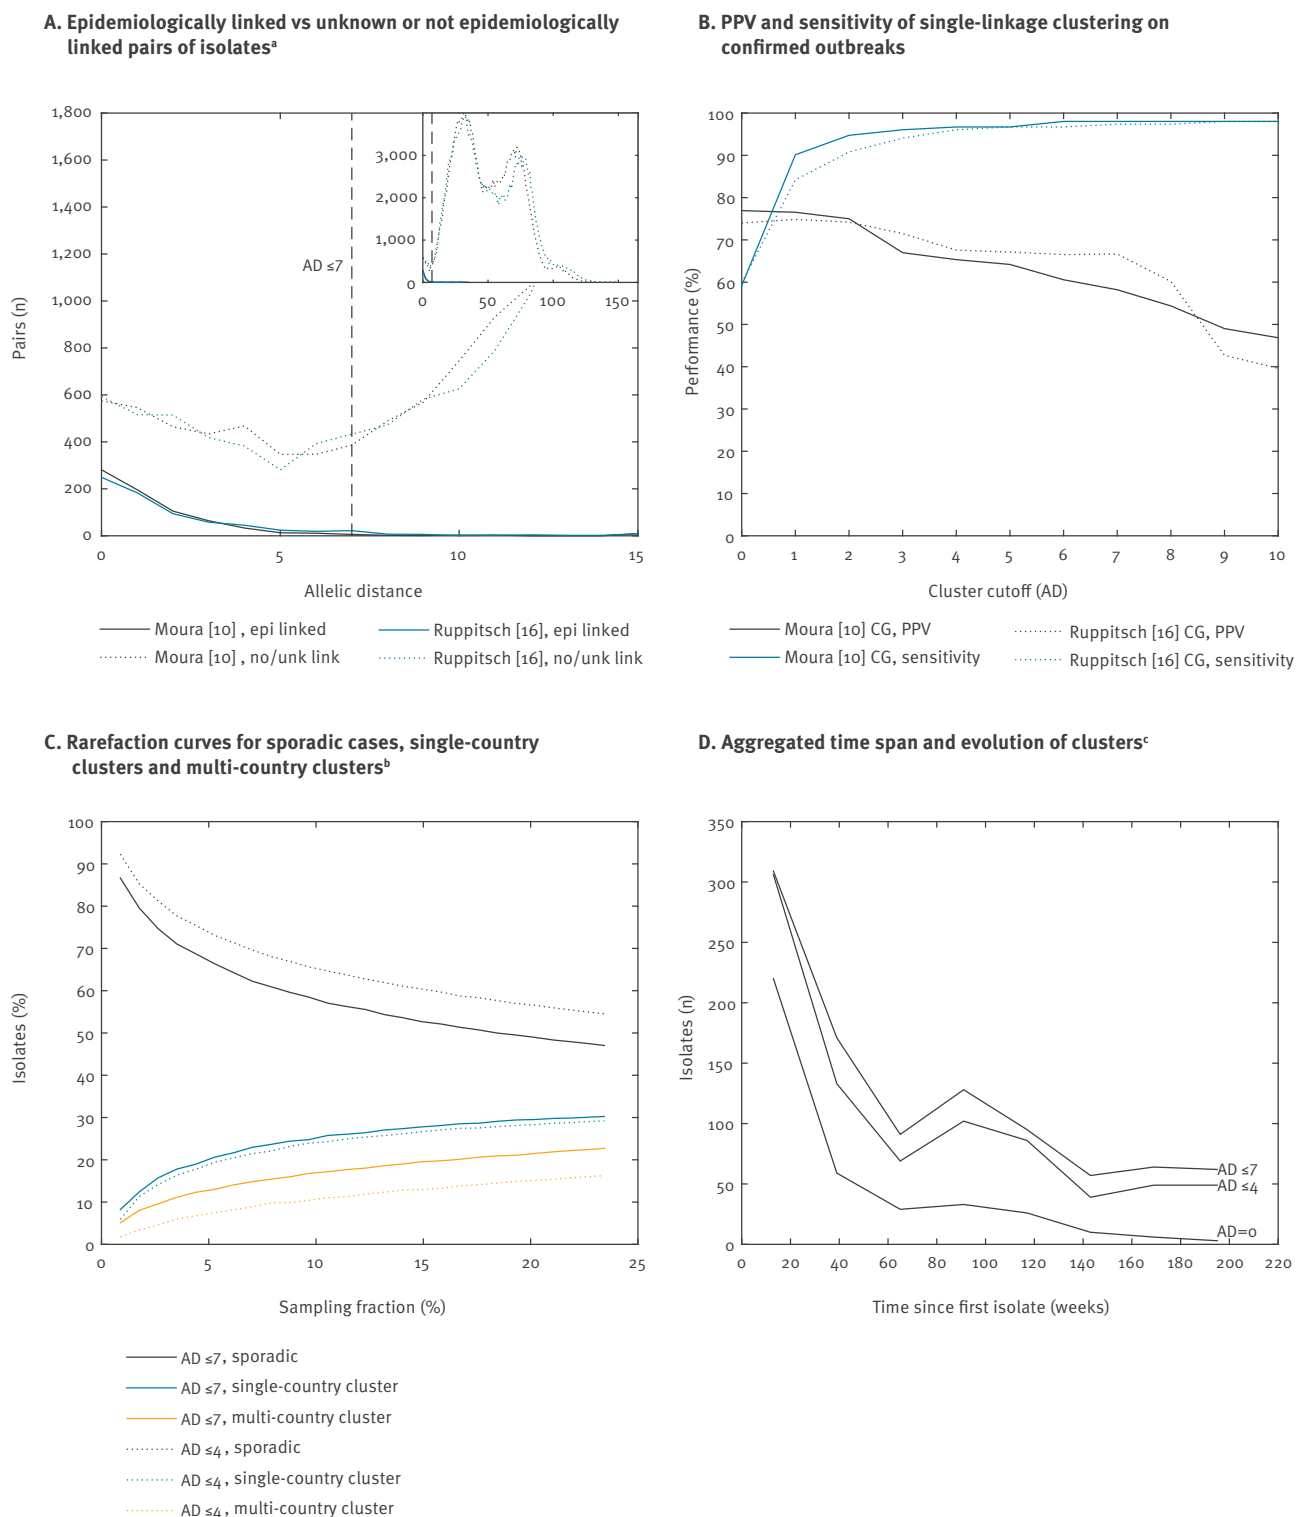 A. Epidemiologically linked vs unknown or not epidemiologically
linked pairs of isolatesᵃ
1,800
1,600
1,400
1,200
1,000
800
600
400
200
0
Pairs (n)
AD ≤7
3,000
2,000
1,000
0
0 50 100 150
0 5 10 15
Allelic distance
Moura [10] , epi linked
Ruppitsch [16], epi linked
Moura [10] , no/unk link
Ruppitsch [16], no/unk link
B. PPV and sensitivity of single-linkage clustering on
confirmed outbreaks
100
90
80
70
60
50
40
30
20
10
0
Performance (%)
0 1 2 3 4 5 6 7 8 9 10
Cluster cutoff (AD)
Moura [10] CG, PPV
Ruppitsch [16] CG, PPV
Moura [10] CG, sensitivity
Ruppitsch [16] CG, sensitivity
C. Rarefaction curves for sporadic cases, single-country
clusters and multi-country clustersᵇ
100
90
80
70
60
50
40
30
20
10
0
Isolates (%)
0 5 10 15 20 25
Sampling fraction (%)
AD ≤7, sporadic
AD ≤7, single-country cluster
AD ≤7, multi-country cluster
AD ≤4, sporadic
AD ≤4, single-country cluster
AD ≤4, multi-country cluster
D. Aggregated time span and evolution of clustersᶜ
350
300
250
200
150
100
50
0
Isolates (n)
AD ≤7
AD ≤4
AD=0
0 20 40 60 80 100 120 140 160 180 200 220
Time since first isolate (weeks)